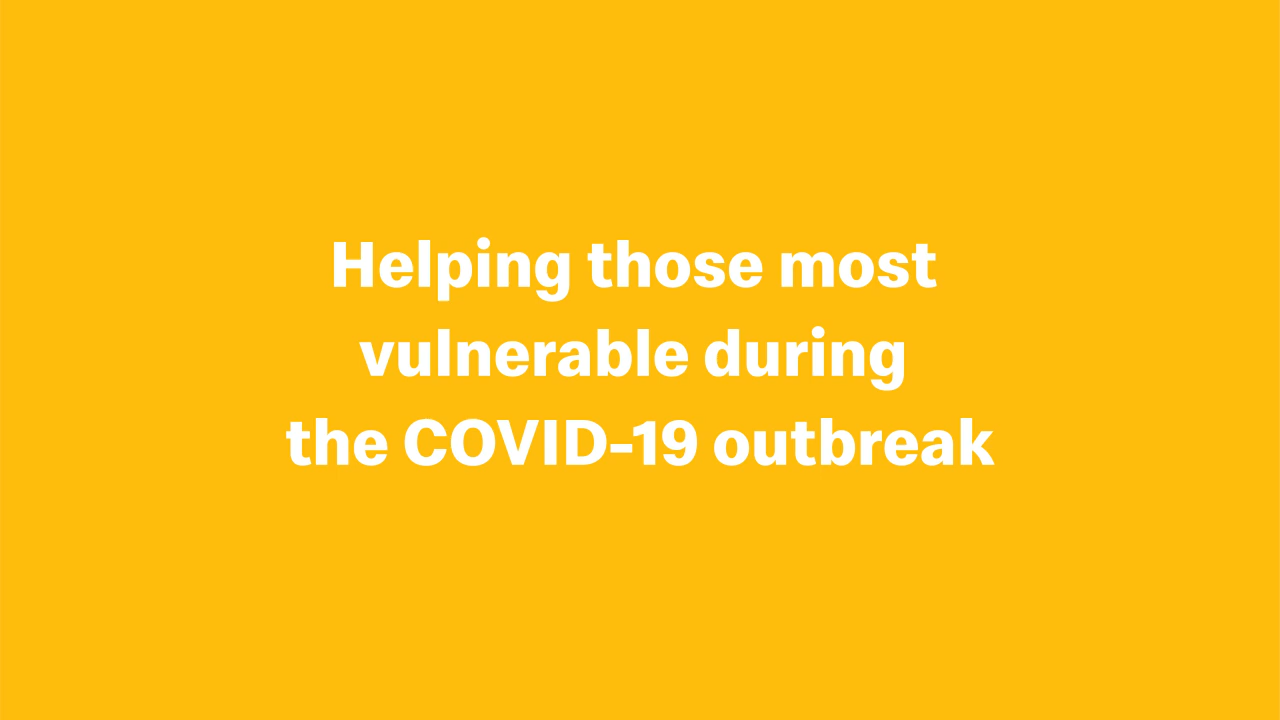 Helping those most
vulnerable during
the COVID-19 outbreak